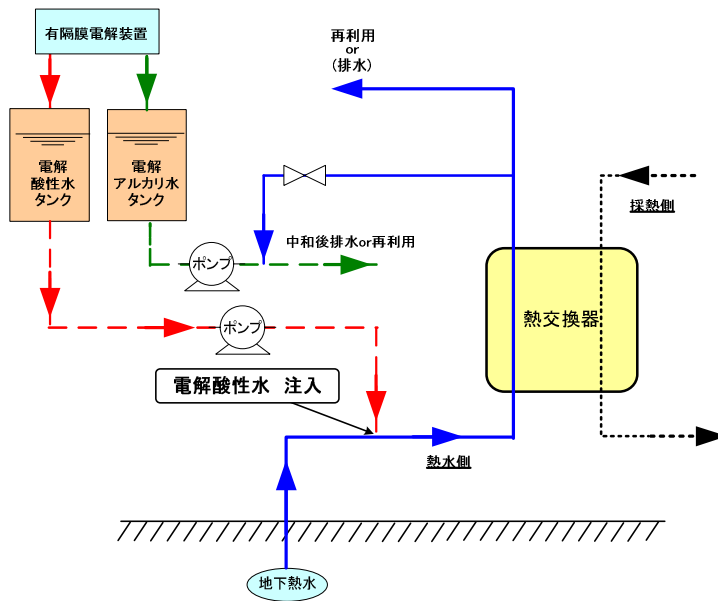 有隔膜電解装置
再利用
or
(排水)
電解
酸性水
タンク
電解
アルカリ水
タンク
採熱側
中和後排水or再利用
ポンプ
ポンプ
熱交換器
電解酸性水 注入
熱水側
地下熱水